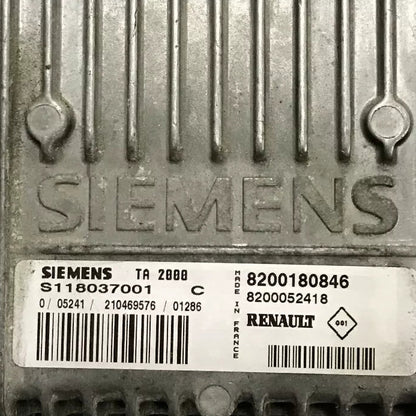 SIEMENS
SIEMENS TA 2000
S118037001 C
0/ 05241/ 210469576 /01286
MADE IN FRANCE
8200180846
8200052418
RENAULT 001